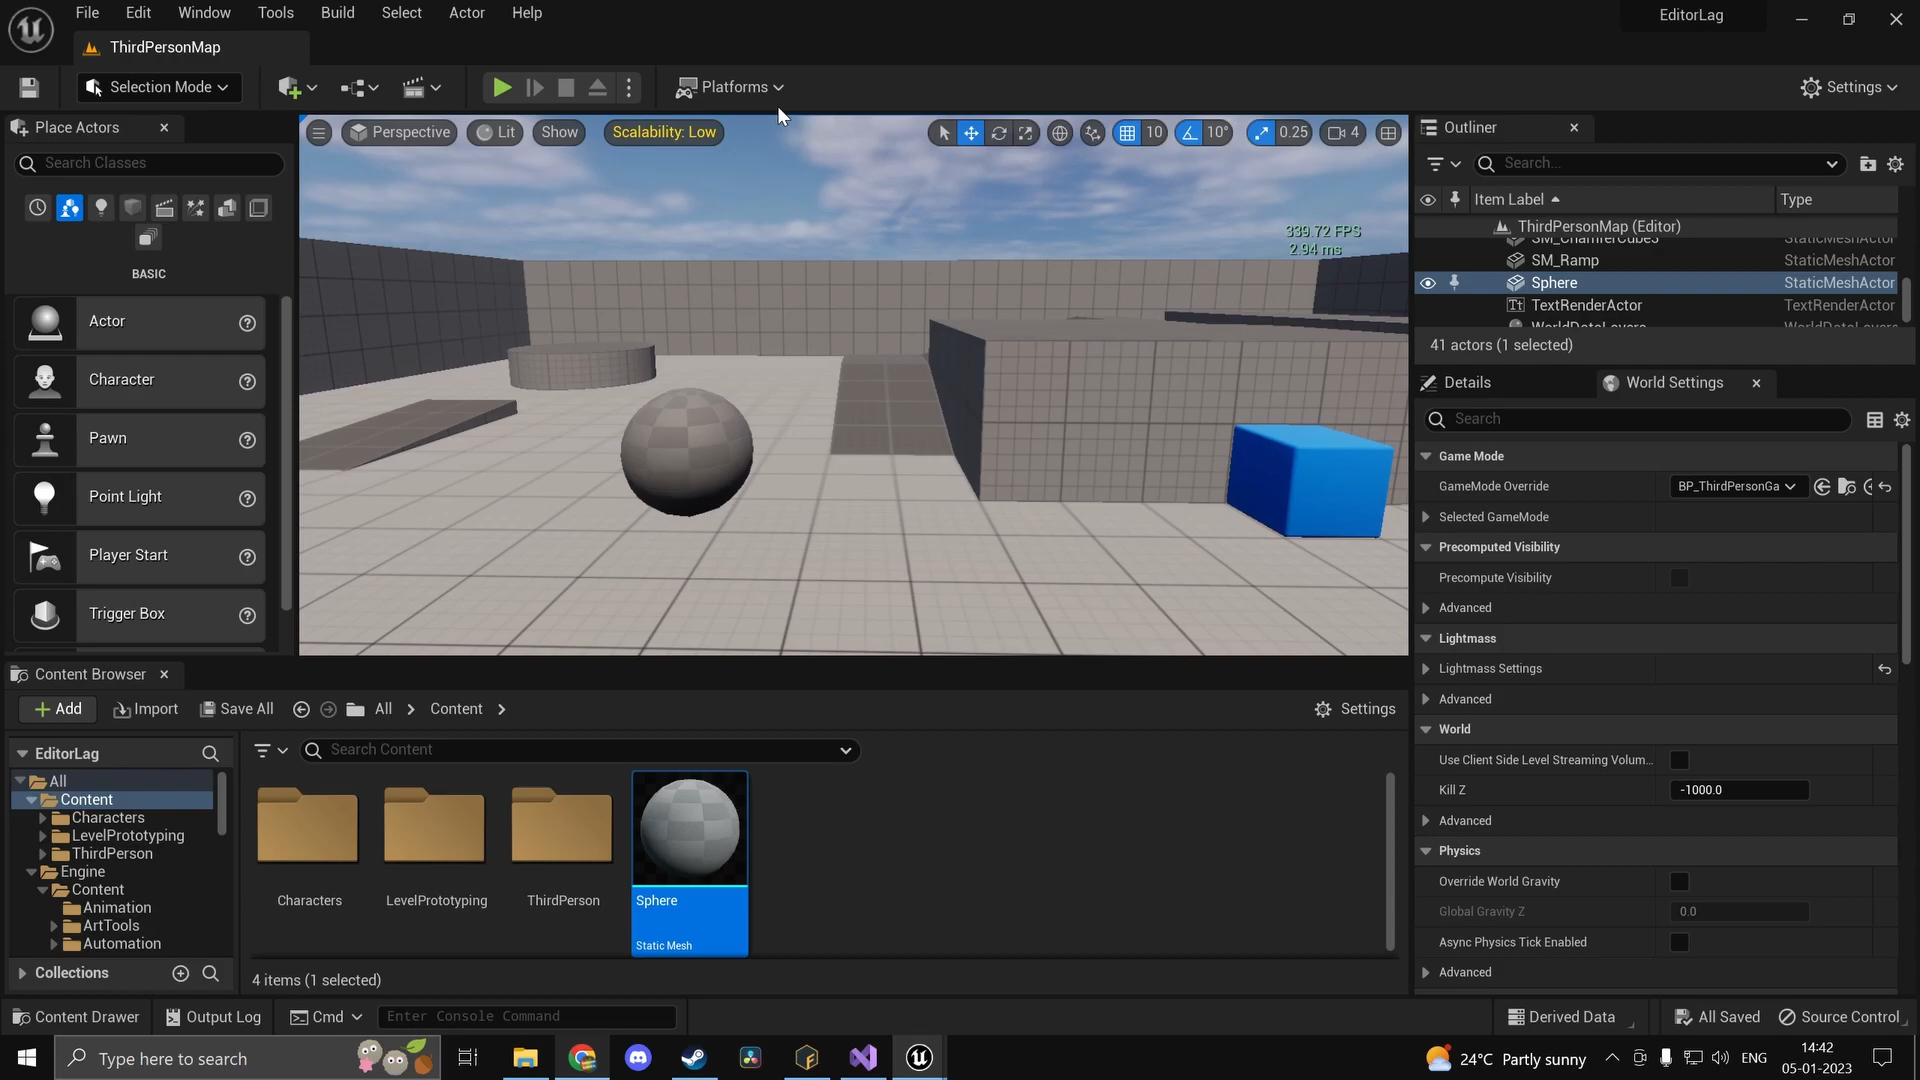 File Edit Window Tools Build Select Actor Help
EditorLag
ThirdPersonMap
Selection Mode
Platforms
Settings
Place Actors
Search Classes
BASIC
Actor
Character
Pawn
Point Light
Player Start
Trigger Box
Perspective Lit Show Scalability: Low
10 10° 0.25 4
339.72 FPS
2.94 ms
Outliner
Search...
Item Label Type
ThirdPersonMap (Editor)
SM_ChamferCube3 StaticMeshActor
SM_Ramp StaticMeshActor
Sphere StaticMeshActor
TextRenderActor TextRenderActor
WorldDataLayers WorldDataLayers
41 actors (1 selected)
Details World Settings
Search
Game Mode
GameMode Override BP_ThirdPersonGa
Selected GameMode
Precomputed Visibility
Precompute Visibility
Advanced
Lightmass
Lightmass Settings
Advanced
World
Use Client Side Level Streaming Volum...
Kill Z -1000.0
Advanced
Physics
Override World Gravity
Global Gravity Z 0.0
Async Physics Tick Enabled
Advanced
Content Browser
Add Import Save All All Content Settings
EditorLag
All
Content
Characters
LevelPrototyping
ThirdPerson
Engine
Content
Animation
ArtTools
Automation
Collections
Search Content
Characters LevelPrototyping ThirdPerson Sphere
Static Mesh
4 items (1 selected)
Content Drawer Output Log Cmd Enter Console Command Derived Data All Saved Source Control
Type here to search
24°C Partly sunny ENG 14:42
05-01-2023